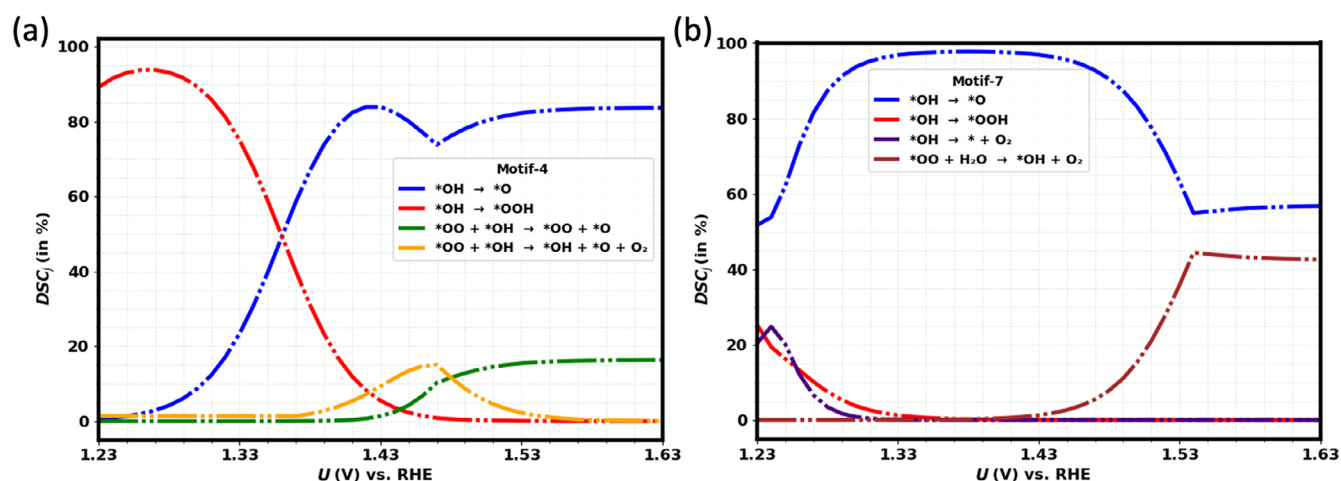 (a)
100
80
60
40
20
0
DSCⱼ (in %)
Motif-4
*OH → *O
*OH → *OOH
*OO + *OH → *OO + *O
*OO + *OH → *OH + *O + O₂
1.23 1.33 1.43 1.53 1.63
U (V) vs. RHE
(b)
100
80
60
40
20
0
DSCⱼ (in %)
Motif-7
*OH → *O
*OH → *OOH
*OH → * + O₂
*OO + H₂O → *OH + O₂
1.23 1.33 1.43 1.53 1.63
U (V) vs. RHE